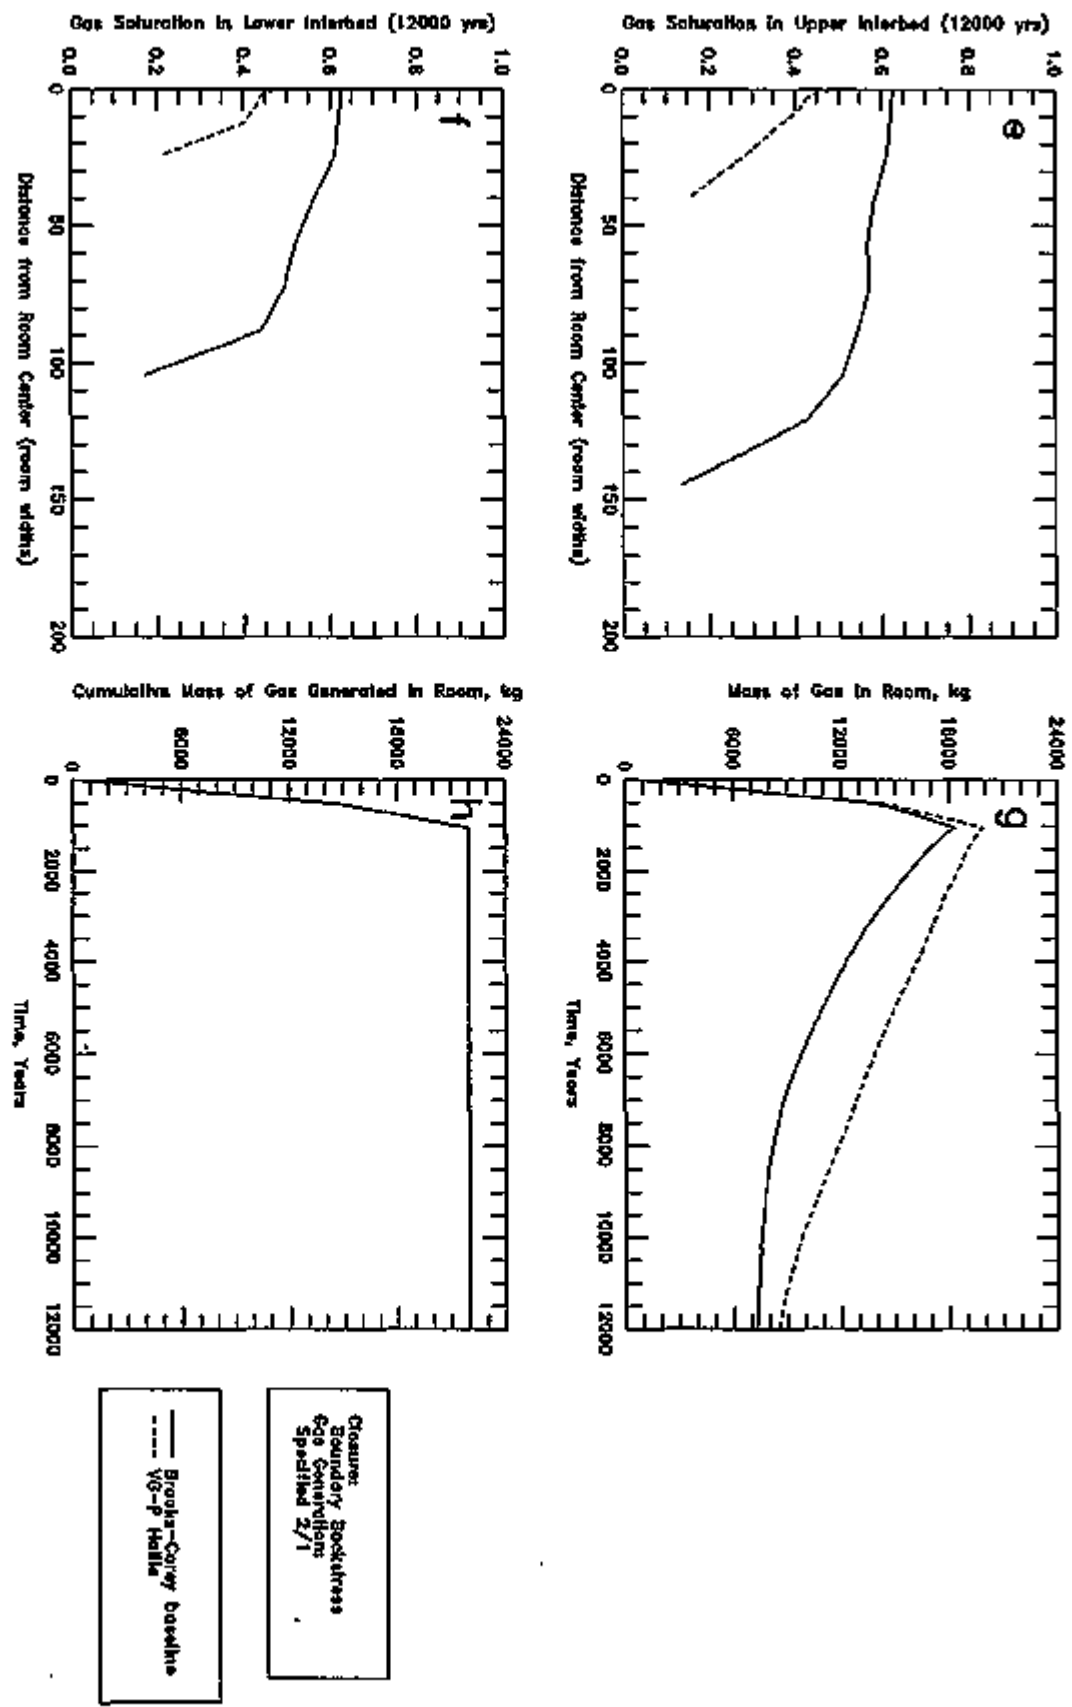 e
Gas Saturation in Upper Interbed (12000 yrs)
0.0 0.2 0.4 0.6 0.8 1.0
0 50 100 150 200
Distance from Room Center (room widths)
f
Gas Saturation in Lower Interbed (12000 yrs)
0.0 0.2 0.4 0.6 0.8 1.0
0 50 100 150 200
Distance from Room Center (room widths)
g
Mass of Gas in Room, kg
0 6000 12000 18000 24000
0 2000 4000 6000 8000 10000 12000
Time, Years
h
Cumulative Mass of Gas Generated in Room, kg
0 6000 12000 18000 24000
0 2000 4000 6000 8000 10000 12000
Time, Years
Closure:
Boundary Backstress
Gas Generation:
Specified 2/1
Brooks-Corey baseline
VG-P Halite